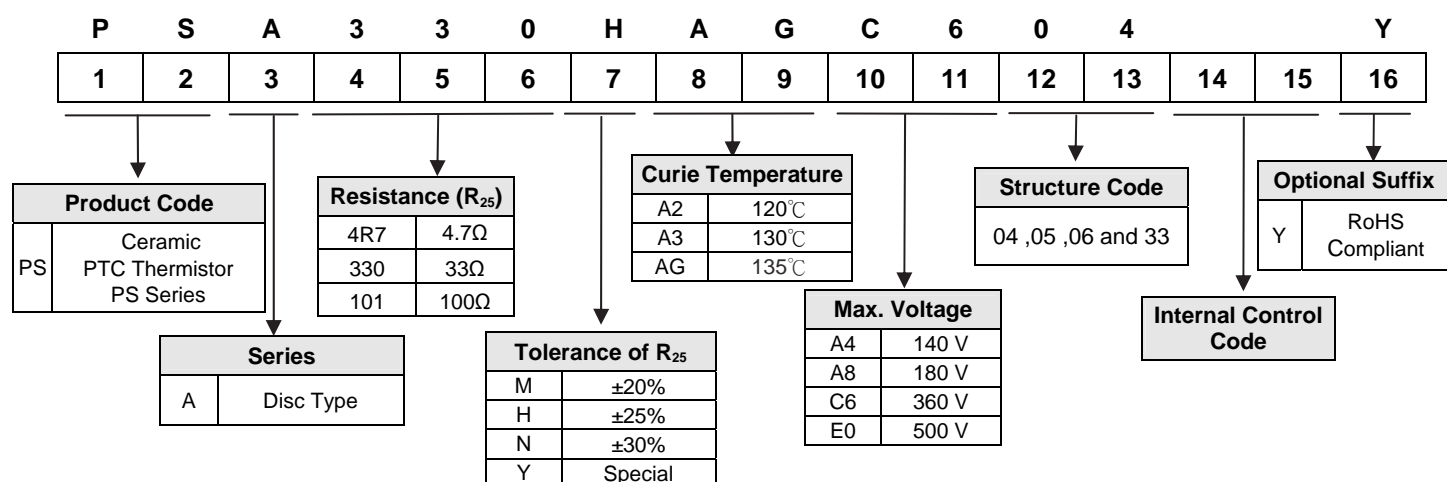 P S A 3 3 0 H A G C 6 0 4 Y
1 2 3 4 5 6 7 8 9 10 11 12 13 14 15 16
Product Code
PS Ceramic
PTC Thermistor
PS Series
Series
A Disc Type
Resistance (R25)
4R7 4.7Ω
330 33Ω
101 100Ω
Tolerance of R25
M ±20%
H ±25%
N ±30%
Y Special
Curie Temperature
A2 120℃
A3 130℃
AG 135℃
Max. Voltage
A4 140 V
A8 180 V
C6 360 V
E0 500 V
Structure Code
04 ,05 ,06 and 33
Internal Control
Code
Optional Suffix
Y RoHS
Compliant